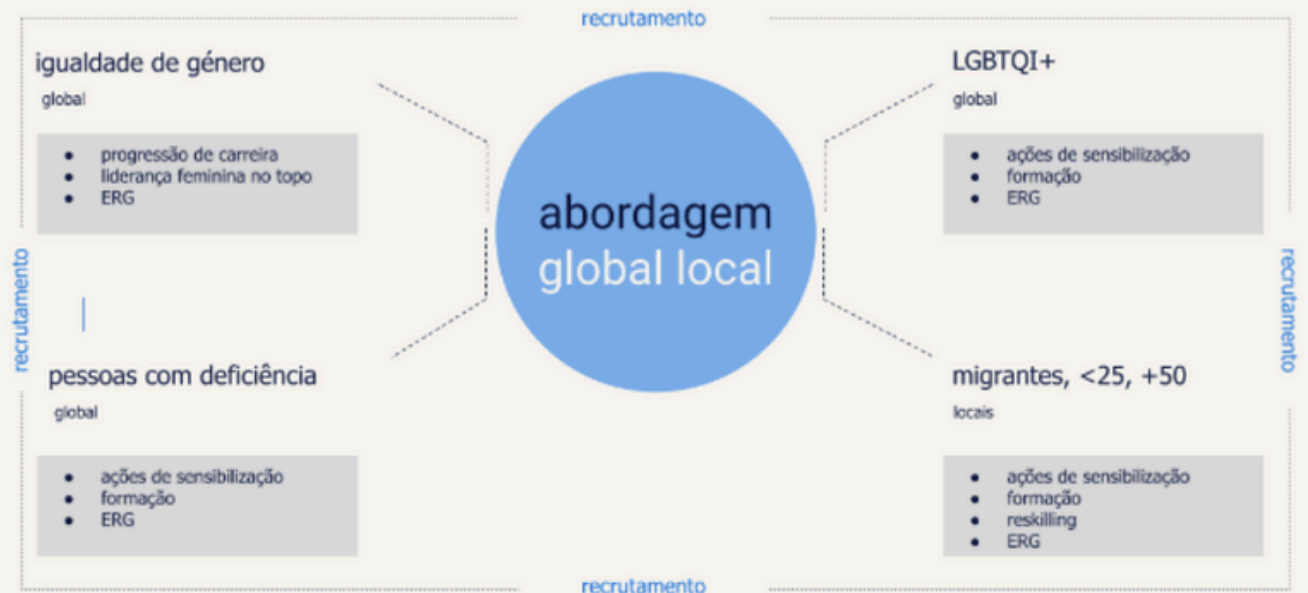 recrutamento
igualdade de género
global
• progressão de carreira
• liderança feminina no topo
• ERG
LGBTQI+
global
• ações de sensibilização
• formação
• ERG
abordagem
global local
recrutamento
recrutamento
pessoas com deficiência
global
• ações de sensibilização
• formação
• ERG
migrantes, <25, +50
locais
• ações de sensibilização
• formação
• reskilling
• ERG
recrutamento